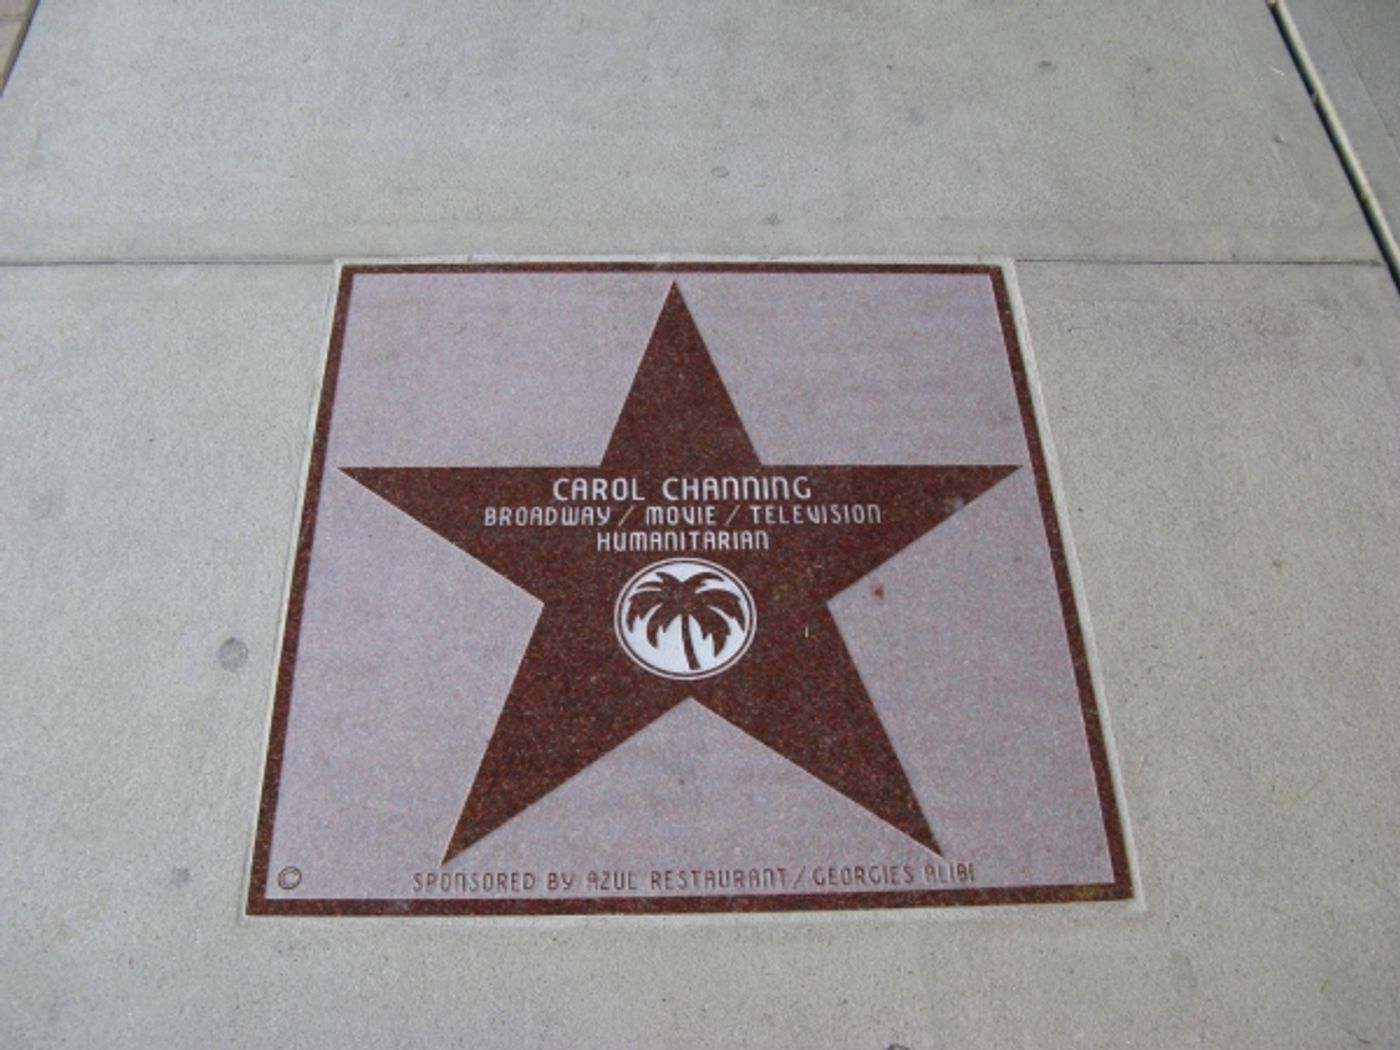 CAROL CHANNING
BROADWAY / MOVIE / TELEVISION
HUMANITARIAN
© SPONSORED BY AZUL RESTAURANT/GEORGIES ALIBI